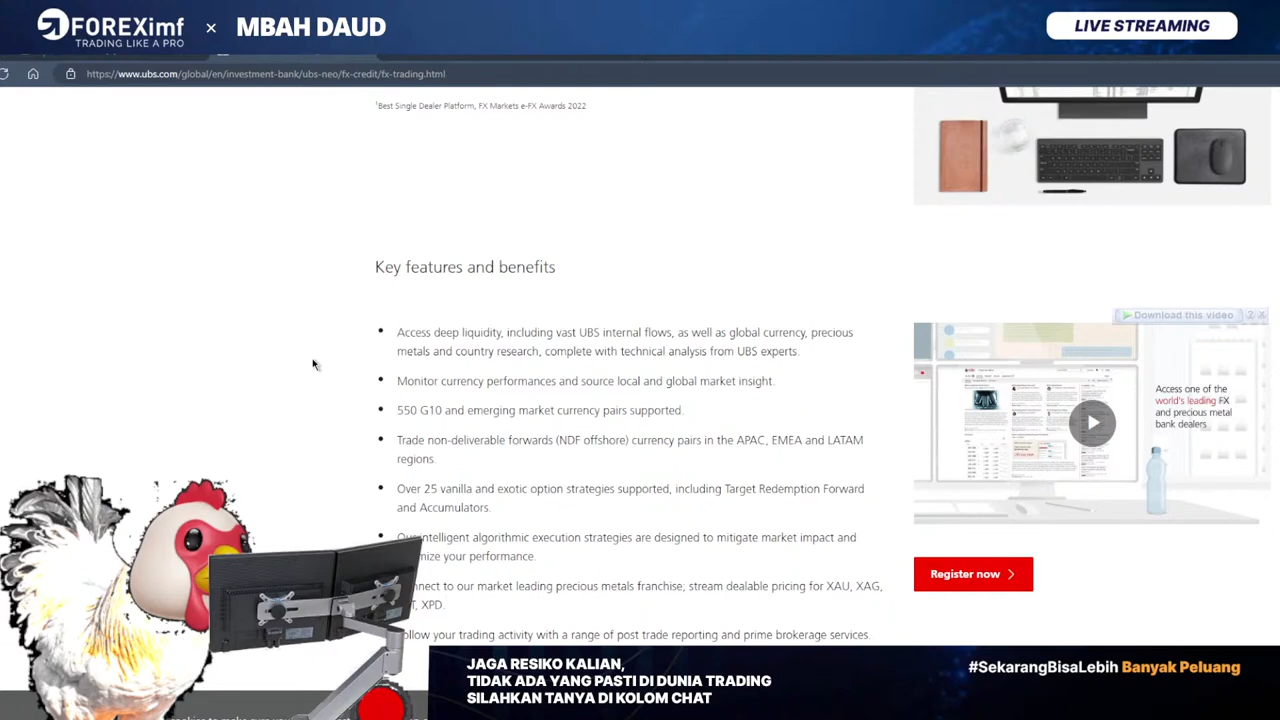 FOREXimf
TRADING LIKE A PRO
×
MBAH DAUD
LIVE STREAMING
https://www.ubs.com/global/en/investment-bank/ubs-neo/fx-credit/fx-trading.html
¹Best Single Dealer Platform, FX Markets e-FX Awards 2022
Key features and benefits
• Access deep liquidity, including vast UBS internal flows, as well as global currency, precious
metals and country research, complete with technical analysis from UBS experts.
• Monitor currency performances and source local and global market insight.
• 550 G10 and emerging market currency pairs supported.
• Trade non-deliverable forwards (NDF offshore) currency pairs in the APAC, EMEA and LATAM
regions.
• Over 25 vanilla and exotic option strategies supported, including Target Redemption Forward
and Accumulators.
• Our intelligent algorithmic execution strategies are designed to mitigate market impact and
your performance.
to our market leading precious metals franchise; stream dealable pricing for XAU, XAG,
XPD.
your trading activity with a range of post trade reporting and prime brokerage services.
Download this video
? X
Access one of the
world's leading FX
and precious metal
bank dealers
Register now
JAGA RESIKO KALIAN,
TIDAK ADA YANG PASTI DI DUNIA TRADING
SILAHKAN TANYA DI KOLOM CHAT
#SekarangBisaLebih Banyak Peluang